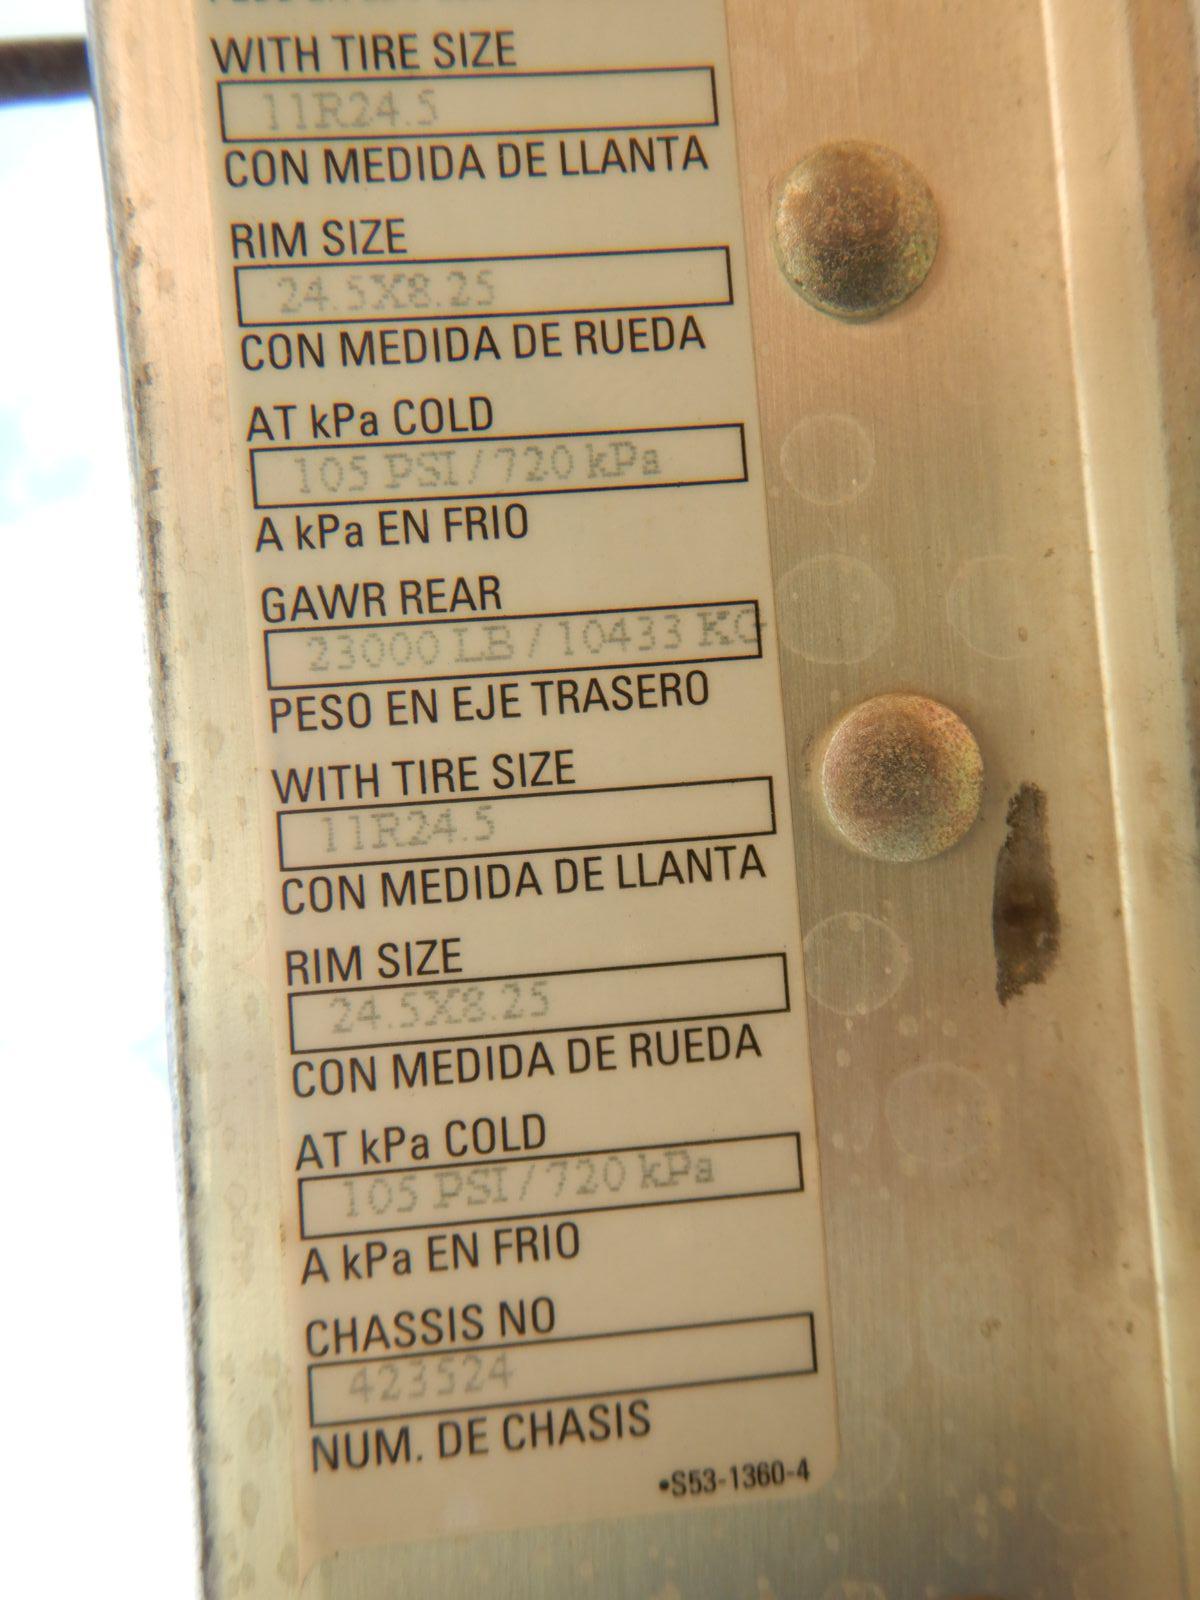 WITH TIRE SIZE
11R24.5
CON MEDIDA DE LLANTA
RIM SIZE
24.5X8.25
CON MEDIDA DE RUEDA
AT kPa COLD
105 PSI / 720 kPa
A kPa EN FRIO
GAWR REAR
23000 LB / 10433 KG
PESO EN EJE TRASERO
WITH TIRE SIZE
11R24.5
CON MEDIDA DE LLANTA
RIM SIZE
24.5X8.25
CON MEDIDA DE RUEDA
AT kPa COLD
105 PSI / 720 kPa
A kPa EN FRIO
CHASSIS NO
423524
NUM. DE CHASIS
•S53-1360-4